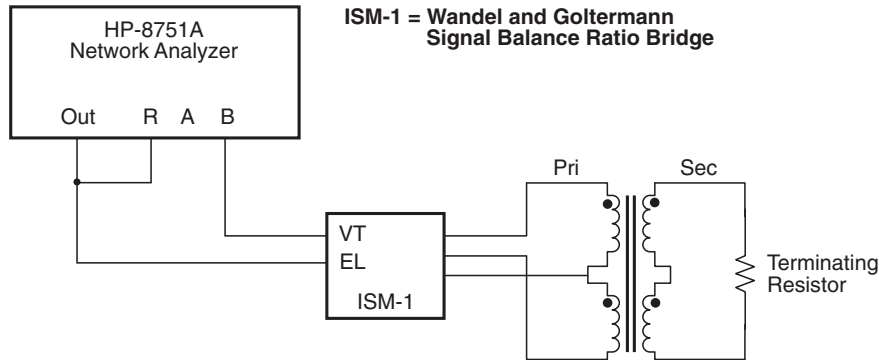 HP-8751A
Network Analyzer
Out R A B
ISM-1 = Wandel and Goltermann
Signal Balance Ratio Bridge
Pri Sec
VT
EL
ISM-1
Terminating
Resistor